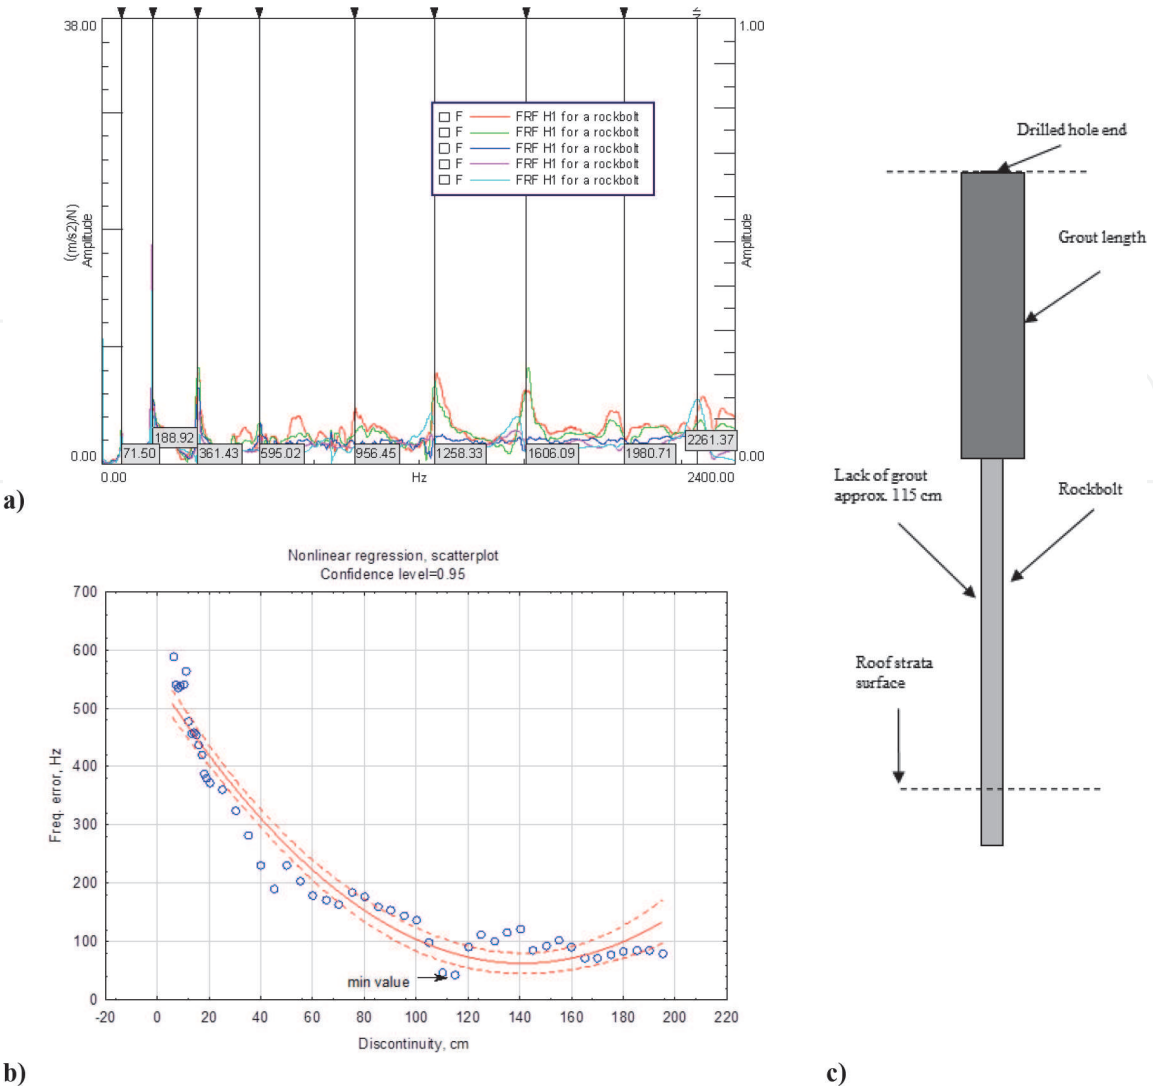 38.00
1.00
F FRF H1 for a rockbolt
F FRF H1 for a rockbolt
F FRF H1 for a rockbolt
F FRF H1 for a rockbolt
F FRF H1 for a rockbolt
((m/s2)/N)
Amplitude
Amplitude
0.00
71.50
188.92
361.43
595.02
956.45
1258.33
1606.09
1980.71
2261.37
0.00
0.00
Hz
2400.00
a)
Nonlinear regression, scatterplot
Confidence level=0.95
700
600
500
400
300
200
100
0
Freq. error, Hz
min value
-20
0
20
40
60
80
100
120
140
160
180
200
220
Discontinuity, cm
b)
Drilled hole end
Grout length
Lack of grout
approx. 115 cm
Rockbolt
Roof strata
surface
c)